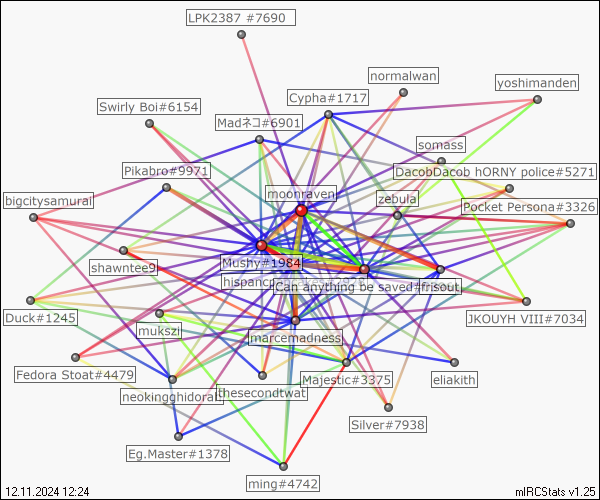 LPK2387 #7690
normalwan
yoshimanden
Cypha#1717
Swirly Boi#6154
Madネコ#6901
somass
Pikabro#9971
DacobDacob hORNY police#5271
moonraven
zebula
bigcitysamurai
Pocket Persona#3326
shawntee9
Mushy#1984
hispanc
Can anything be saved
frisout
Duck#1245
JKOUYH VIII#7034
mukszi
marcemadness
Fedora Stoat#4479
Majestic#3375
eliakith
neokingghidorah
thesecondtwat
Silver#7938
Eg.Master#1378
ming#4742
12.11.2024 12:24
mIRCStats v1.25